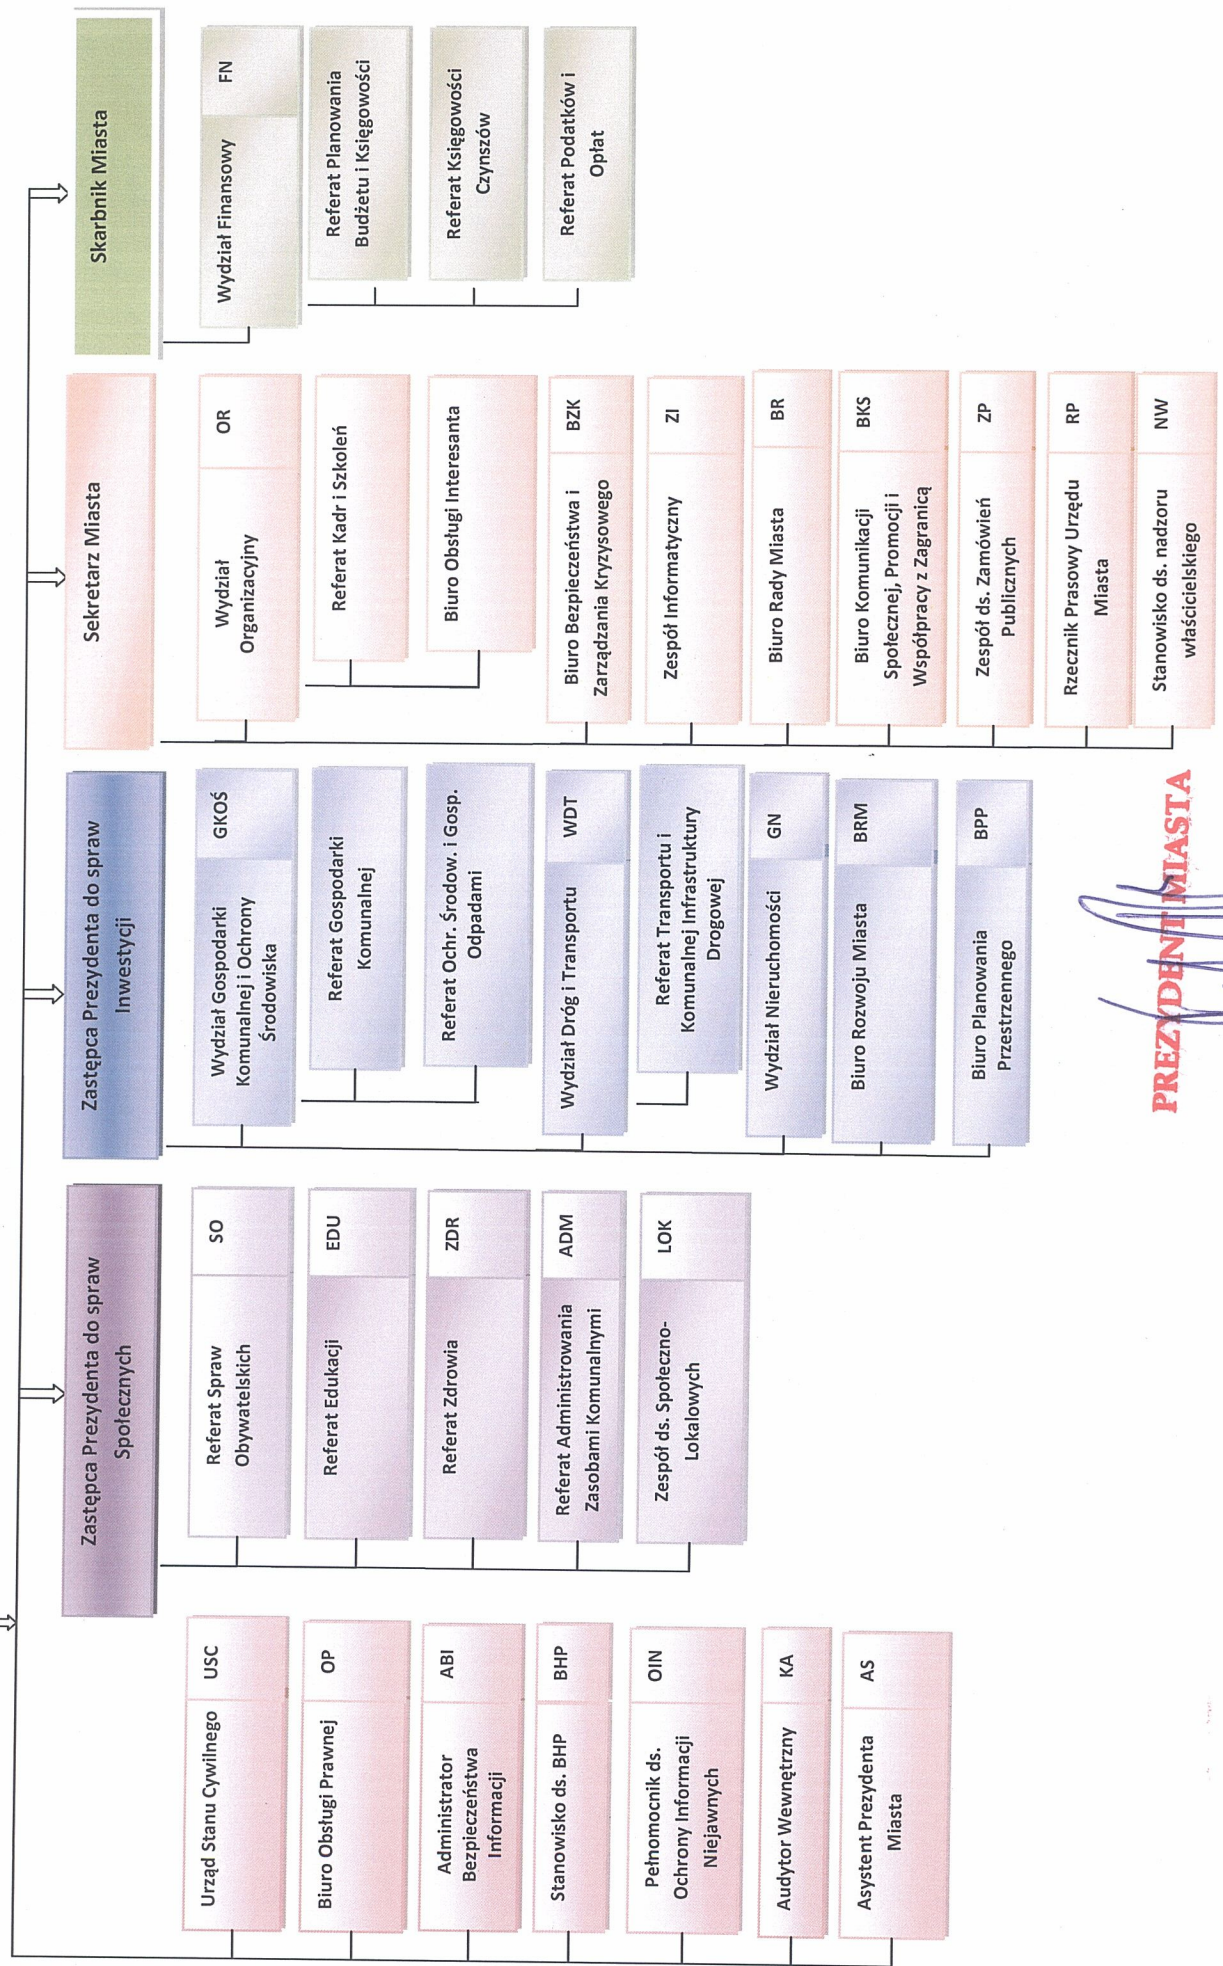 Urząd Stanu Cywilnego
USC
Biuro Obsługi Prawnej
OP
Administrator
Bezpieczeństwa
Informacji
ABI
Stanowisko ds. BHP
BHP
Pełnomocnik ds.
Ochrony Informacji
Niejawnych
OIN
Audytor Wewnętrzny
KA
Asystent Prezydenta
Miasta
AS
Zastępca Prezydenta do spraw
Społecznych
Referat Spraw
Obywatelskich
SO
Referat Edukacji
EDU
Referat Zdrowia
ZDR
Referat Administrowania
Zasobami Komunalnymi
ADM
Zespół ds. Społeczno-
Lokalowych
LOK
Zastępca Prezydenta do spraw
Inwestycji
Wydział Gospodarki
Komunalnej i Ochrony
Środowiska
GKOŚ
Referat Gospodarki
Komunalnej
Referat Ochr. Środow. i Gosp.
Odpadami
Wydział Dróg i Transportu
WDT
Referat Transportu i
Komunalnej Infrastruktury
Drogowej
Wydział Nieruchomości
GN
Biuro Rozwoju Miasta
BRM
Biuro Planowania
Przestrzennego
BPP
Sekretarz Miasta
Wydział
Organizacyjny
OR
Referat Kadr i Szkoleń
Biuro Obsługi Interesanta
Biuro Bezpieczeństwa i
Zarządzania Kryzysowego
BZK
Zespół Informatyczny
ZI
Biuro Rady Miasta
BR
Biuro Komunikacji
Społecznej, Promocji i
Współpracy z Zagranicą
BKS
Zespół ds. Zamówień
Publicznych
ZP
Rzecznik Prasowy Urzędu
Miasta
RP
Stanowisko ds. nadzoru
właścicielskiego
NW
Skarbnik Miasta
Wydział Finansowy
FN
Referat Planowania
Budżetu i Księgowości
Referat Księgowości
Czynszów
Referat Podatków i
Opłat
PREZYDENT MIASTA